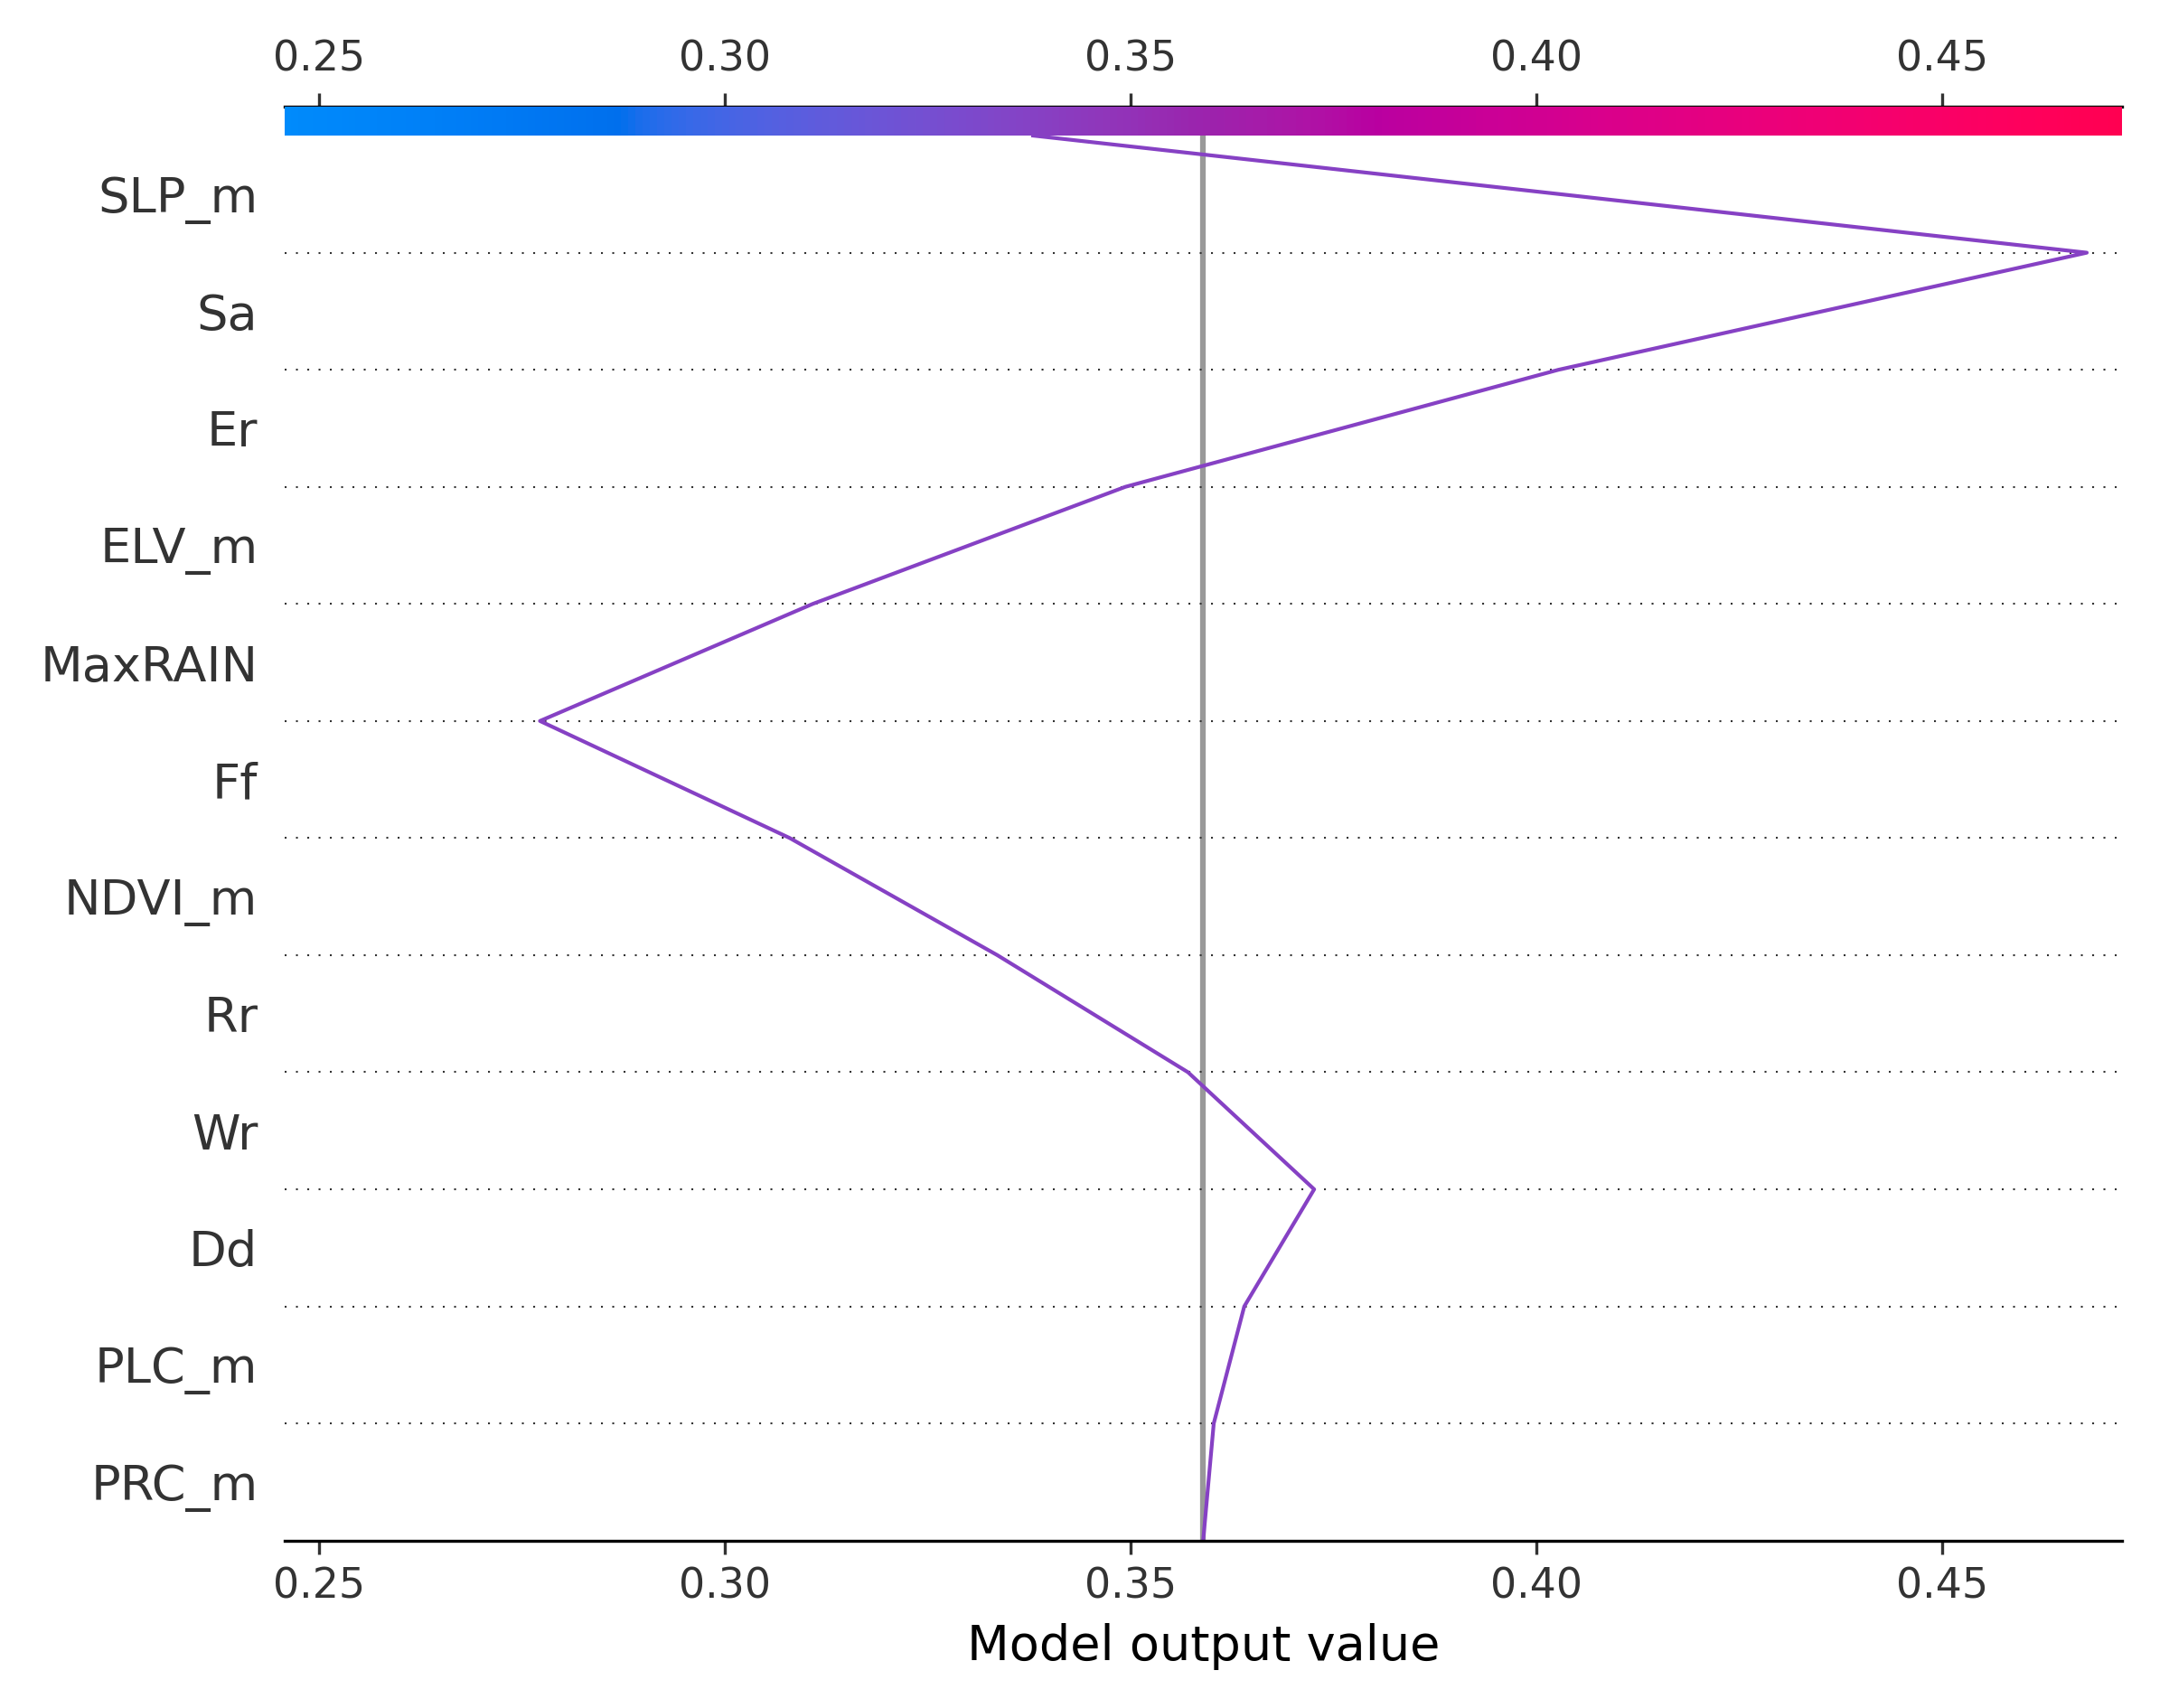 0.25 0.30 0.35 0.40 0.45
SLP_m
Sa
Er
ELV_m
MaxRAIN
Ff
NDVI_m
Rr
Wr
Dd
PLC_m
PRC_m
0.25 0.30 0.35 0.40 0.45
Model output value